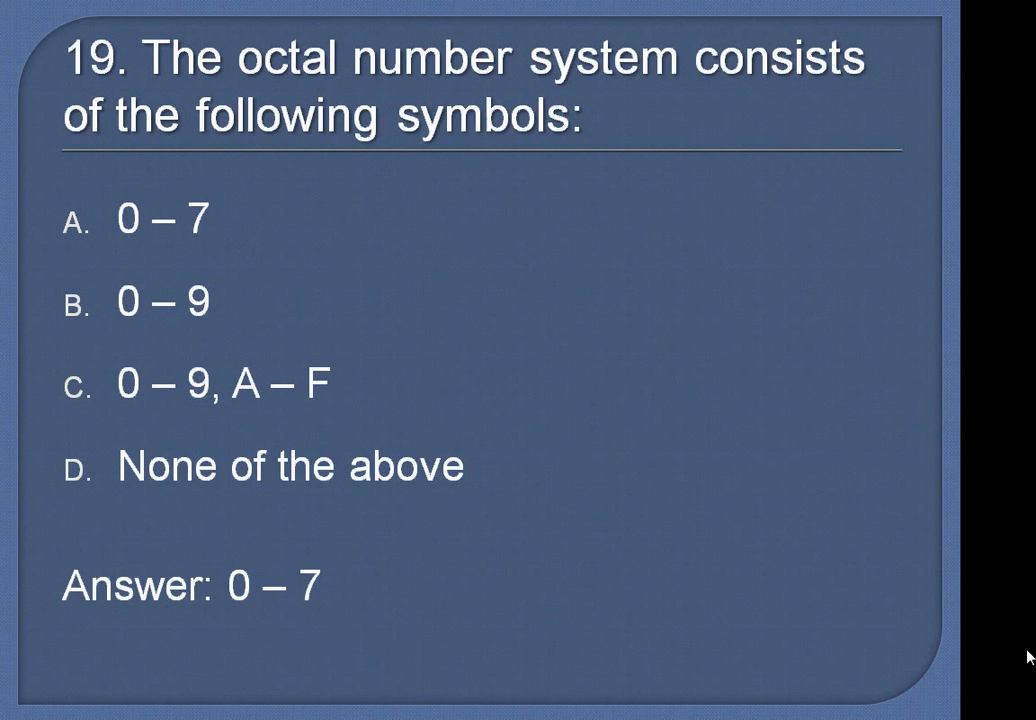 19. The octal number system consists
of the following symbols:
A. 0 – 7
B. 0 – 9
C. 0 – 9, A – F
D. None of the above
Answer: 0 – 7